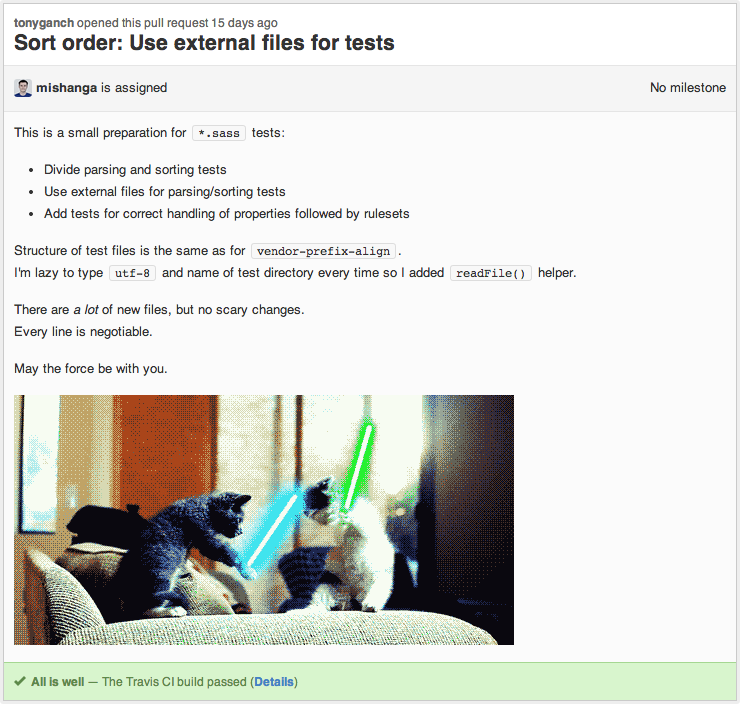 tonyganch opened this pull request 15 days ago
Sort order: Use external files for tests
mishanga is assigned No milestone
This is a small preparation for *.sass tests:
• Divide parsing and sorting tests
• Use external files for parsing/sorting tests
• Add tests for correct handling of properties followed by rulesets
Structure of test files is the same as for vendor-prefix-align .
I'm lazy to type utf-8 and name of test directory every time so I added readFile() helper.
There are a lot of new files, but no scary changes.
Every line is negotiable.
May the force be with you.
✔ All is well — The Travis CI build passed (Details)